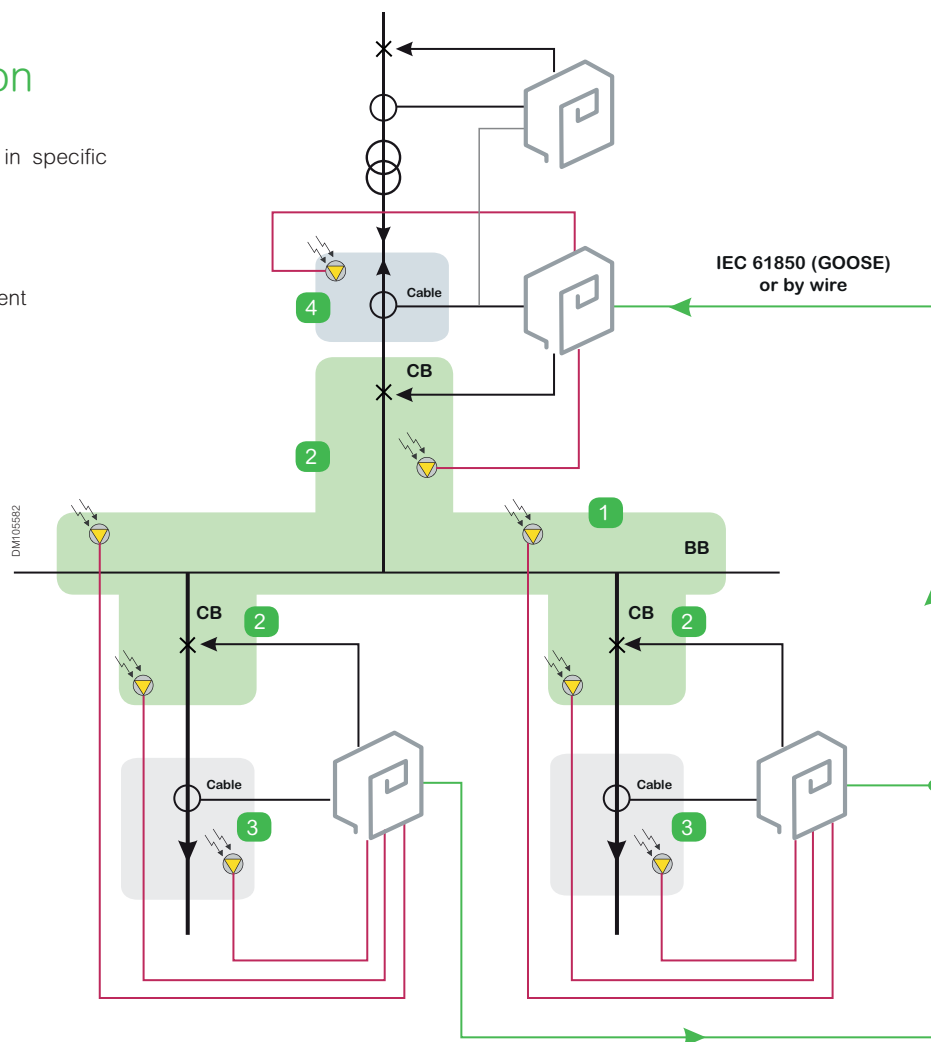 on
in specific
ent
IEC 61850 (GOOSE)
or by wire
Cable
4
CB
2
1
DM105582
BB
CB
2
CB
2
Cable
3
Cable
3